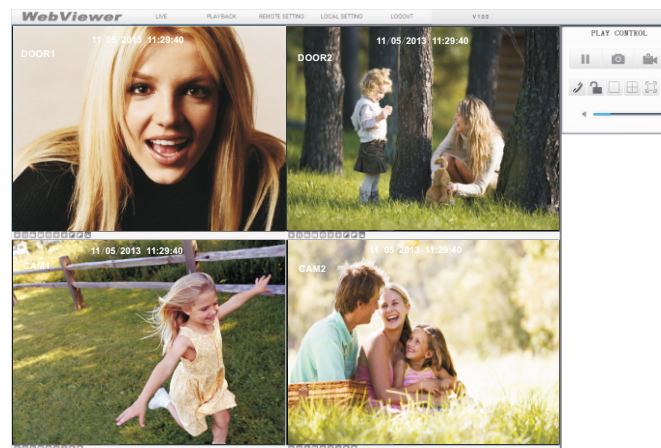 WebViewer LIVE PLAYBACK REMOTE SETTING LOCAL SETTING LOGOUT V 1.0.0
PLAY CONTROL
11/05/2013 11:29:40
11/05/2013 11:29:40
DOOR1
DOOR2
11/05/2013 11:29:40
11/05/2013 11:29:40
CAM1
CAM2